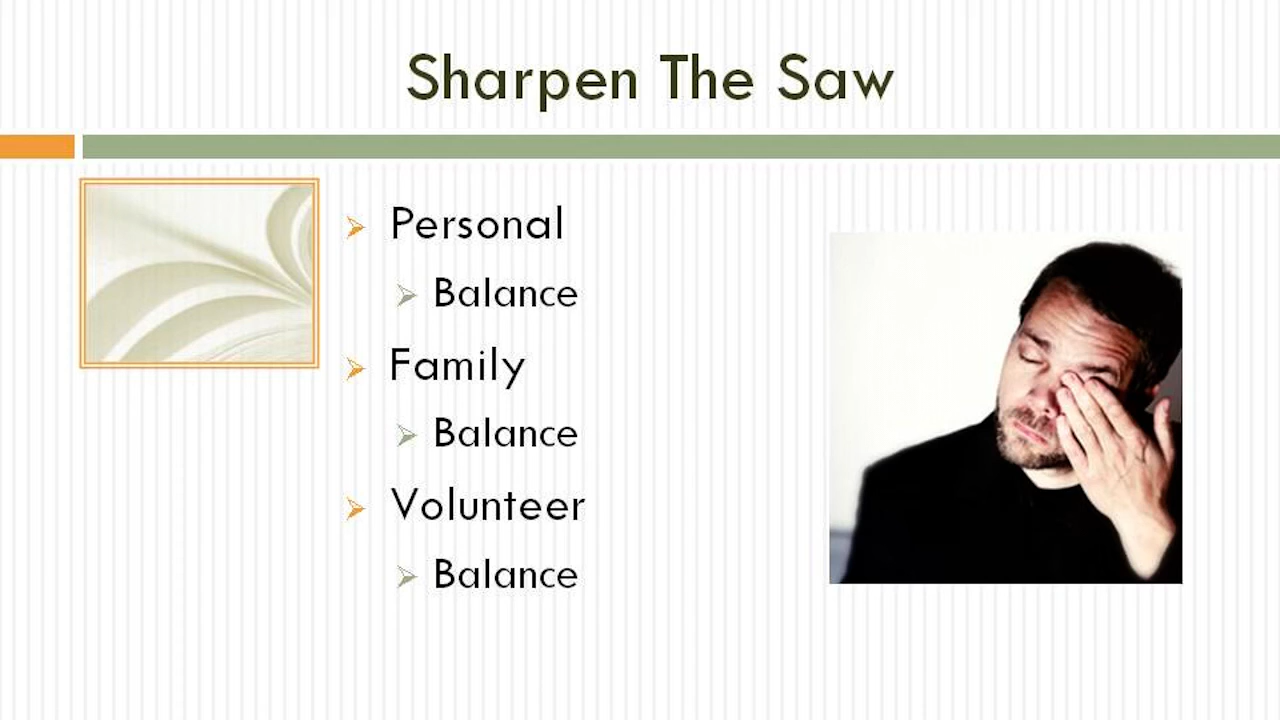 Sharpen The Saw
Personal
Balance
Family
Balance
Volunteer
Balance